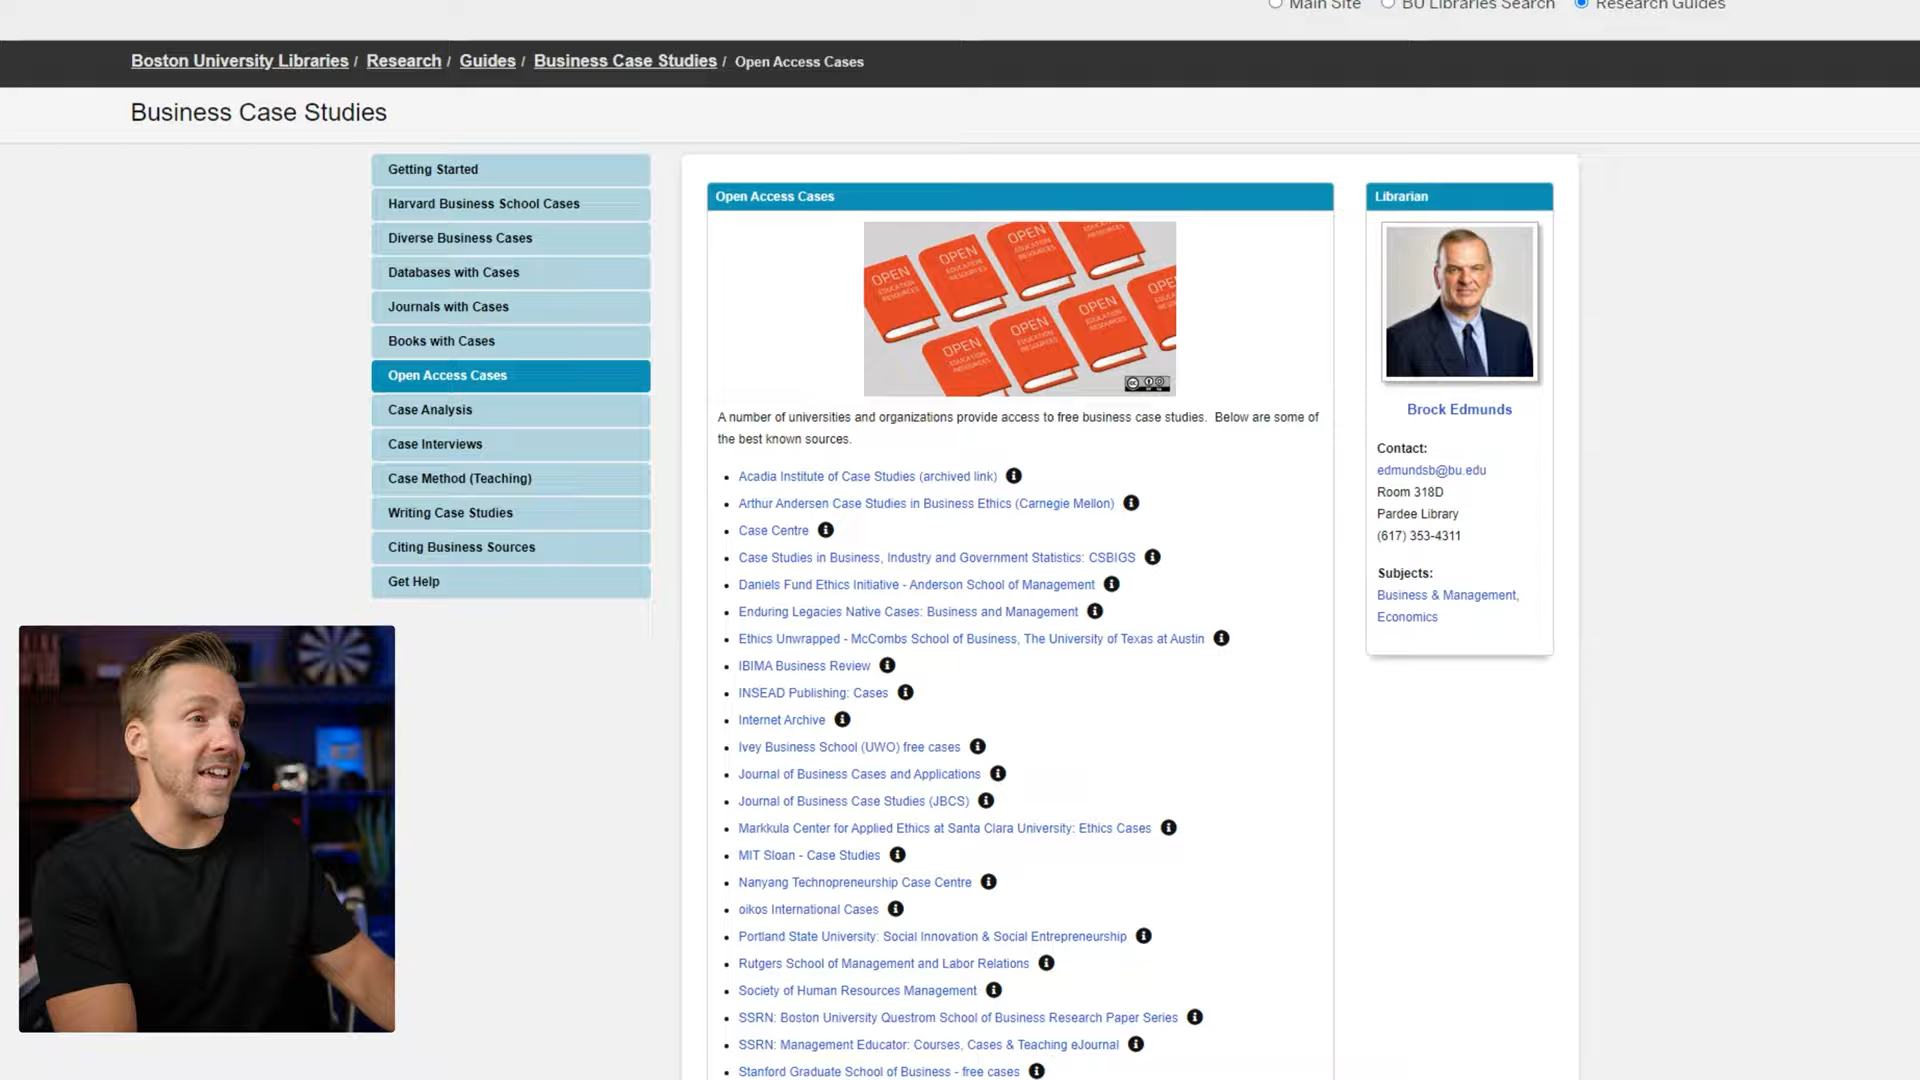 Main Site BU Libraries Search Research Guides
Boston University Libraries / Research / Guides / Business Case Studies / Open Access Cases
Business Case Studies
Getting Started
Harvard Business School Cases
Diverse Business Cases
Databases with Cases
Journals with Cases
Books with Cases
Open Access Cases
Case Analysis
Case Interviews
Case Method (Teaching)
Writing Case Studies
Citing Business Sources
Get Help
Open Access Cases
OPEN EDUCATION RESOURCES
OPEN EDUCATION RESOURCES
OPEN EDUCATION RESOURCES
OPEN EDUCATION RESOURCES
OPEN EDUCATION RESOURCES
OPEN EDUCATION RESOURCES
A number of universities and organizations provide access to free business case studies. Below are some of
the best known sources.
Acadia Institute of Case Studies (archived link)
Arthur Andersen Case Studies in Business Ethics (Carnegie Mellon)
Case Centre
Case Studies in Business, Industry and Government Statistics: CSBIGS
Daniels Fund Ethics Initiative - Anderson School of Management
Enduring Legacies Native Cases: Business and Management
Ethics Unwrapped - McCombs School of Business, The University of Texas at Austin
IBIMA Business Review
INSEAD Publishing: Cases
Internet Archive
Ivey Business School (UWO) free cases
Journal of Business Cases and Applications
Journal of Business Case Studies (JBCS)
Markkula Center for Applied Ethics at Santa Clara University: Ethics Cases
MIT Sloan - Case Studies
Nanyang Technopreneurship Case Centre
oikos International Cases
Portland State University: Social Innovation & Social Entrepreneurship
Rutgers School of Management and Labor Relations
Society of Human Resources Management
SSRN: Boston University Questrom School of Business Research Paper Series
SSRN: Management Educator: Courses, Cases & Teaching eJournal
Stanford Graduate School of Business - free cases
Librarian
Brock Edmunds
Contact:
edmundsb@bu.edu
Room 318D
Pardee Library
(617) 353-4311
Subjects:
Business & Management,
Economics